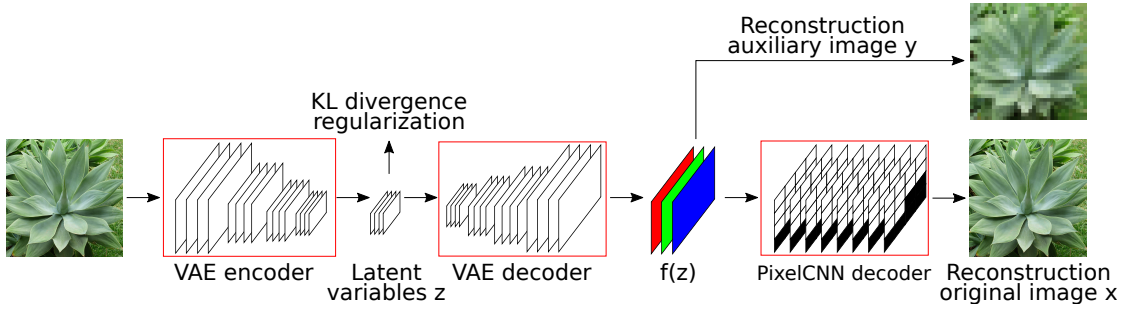 Reconstruction
auxiliary image y
KL divergence
regularization
VAE encoder
Latent
variables z
VAE decoder
f(z)
PixelCNN decoder
Reconstruction
original image x